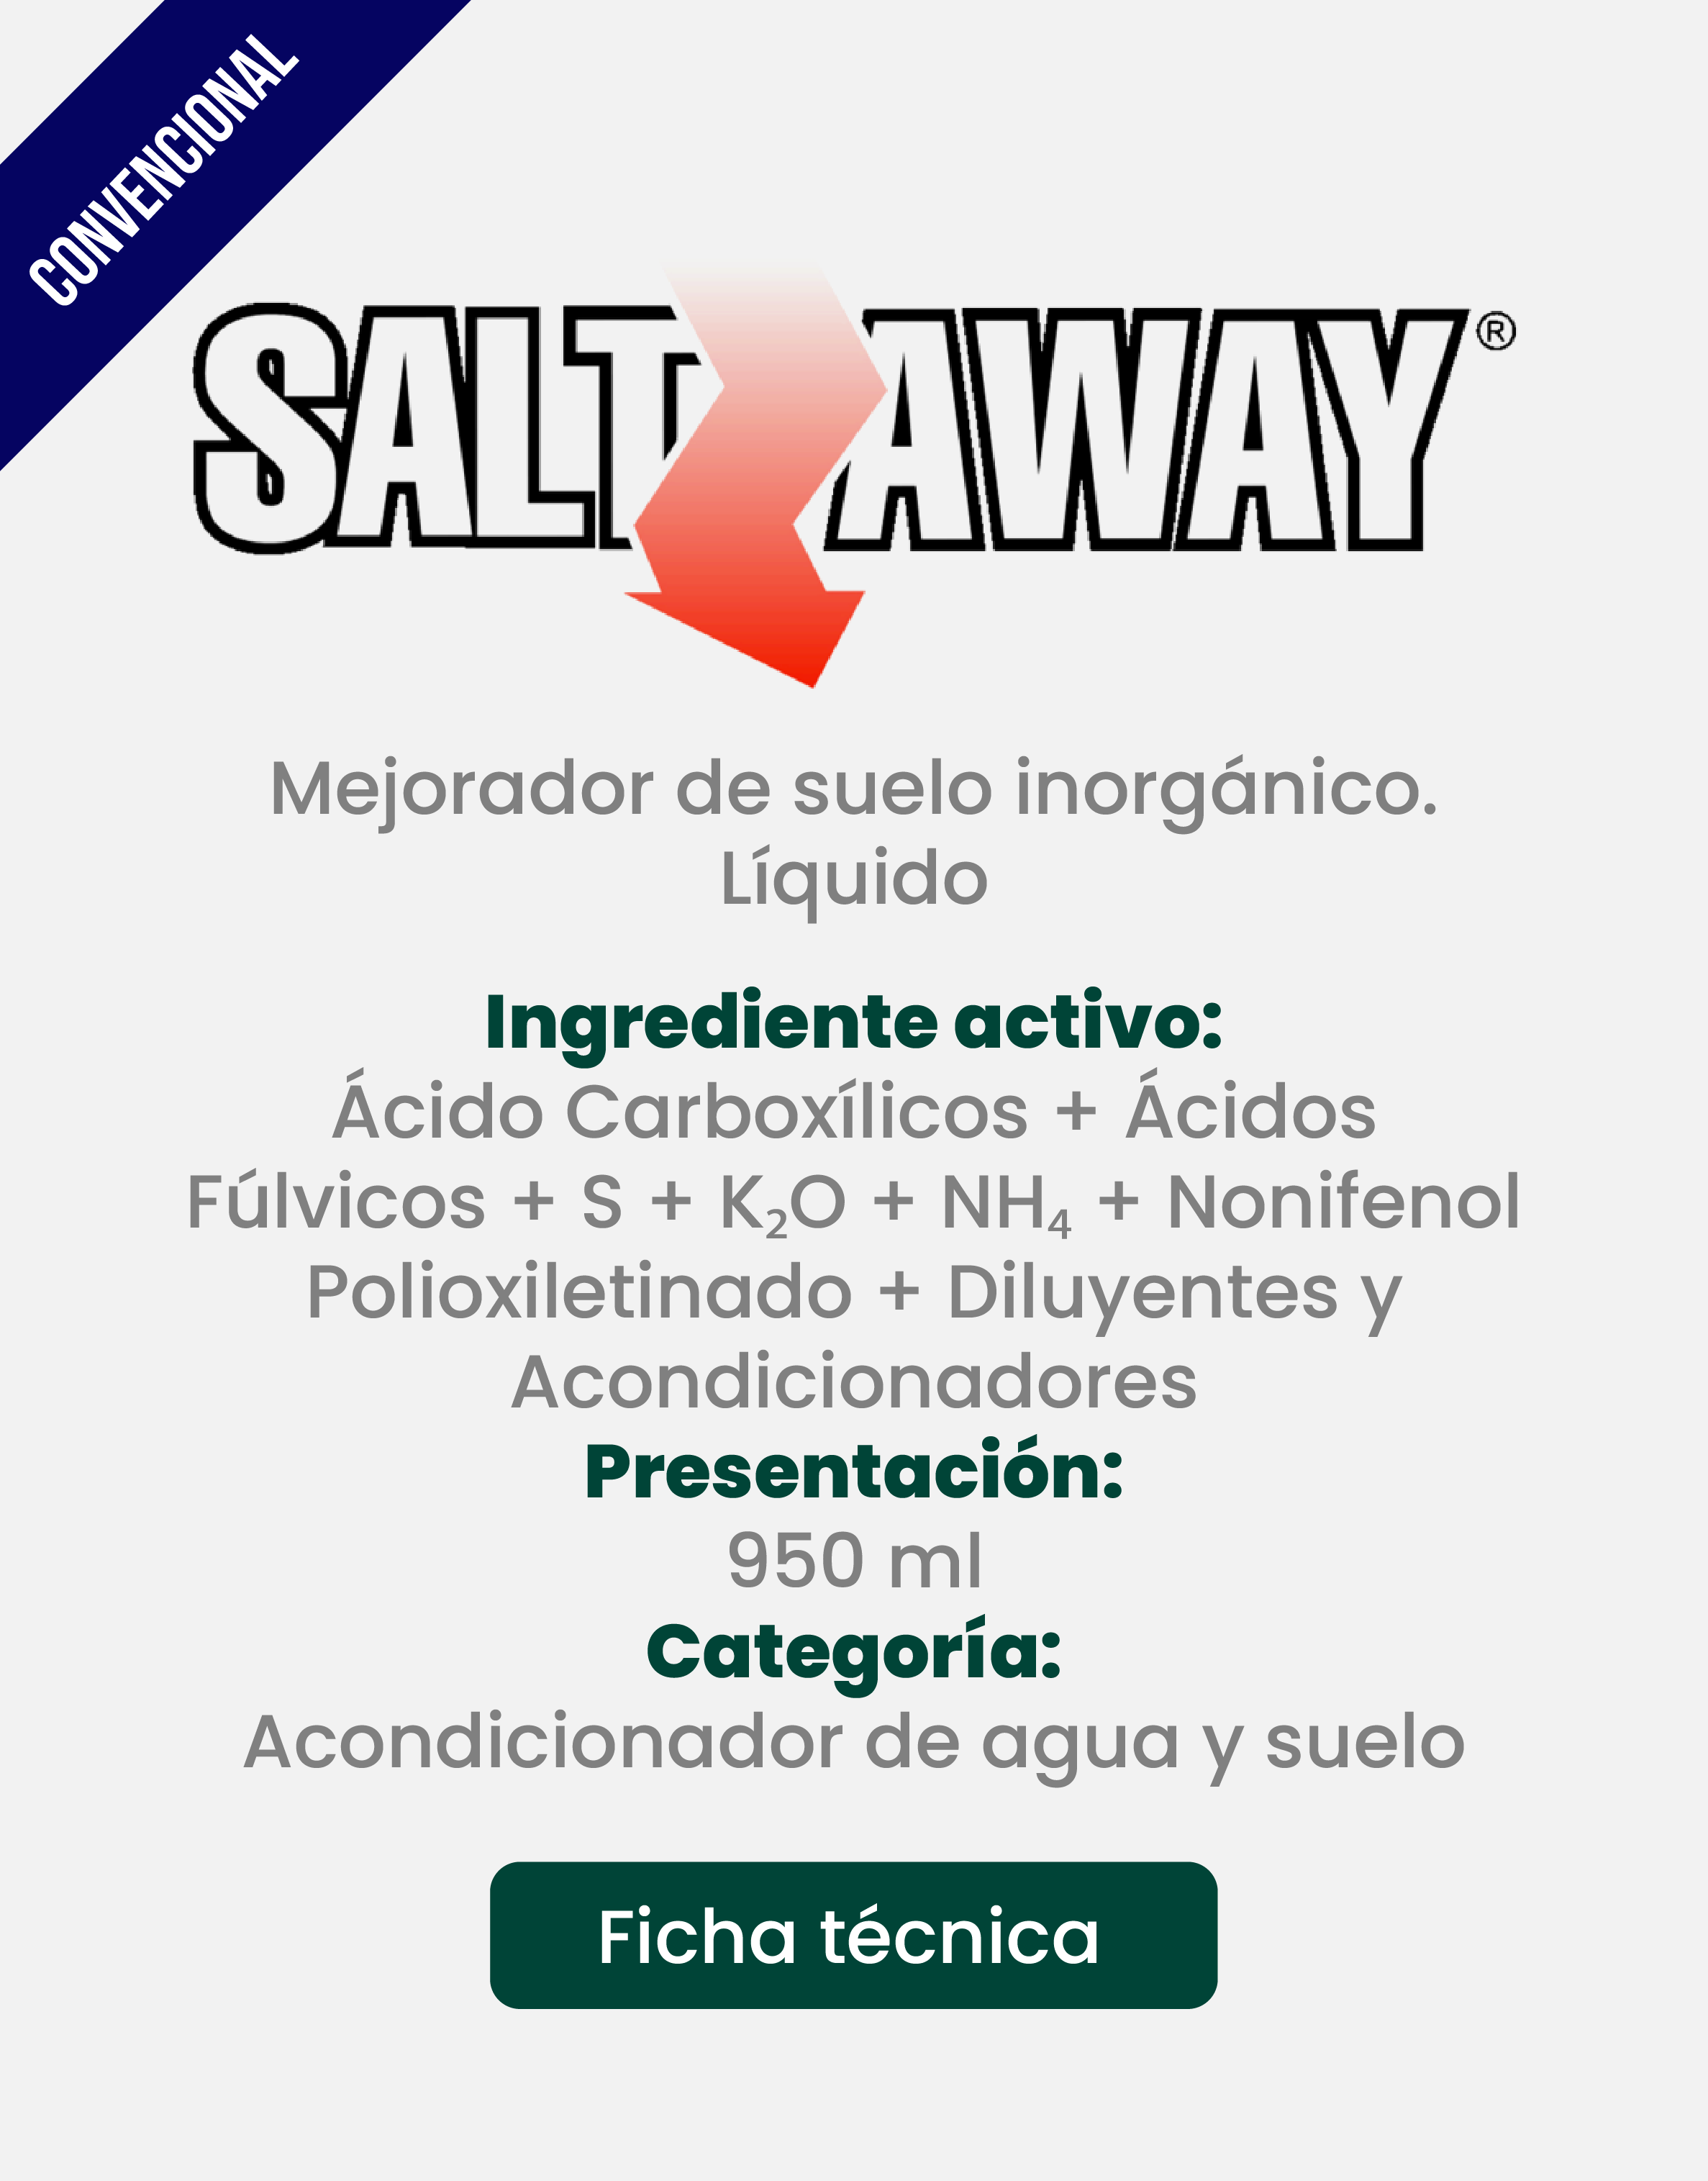 CONVENCIONAL
SALT AWAY®
Mejorador de suelo inorgánico.
Líquido
Ingrediente activo:
Ácido Carboxílicos + Ácidos
Fúlvicos + S + K₂O + NH₄ + Nonifenol
Polioxiletinado + Diluyentes y
Acondicionadores
Presentación:
950 ml
Categoría:
Acondicionador de agua y suelo
Ficha técnica